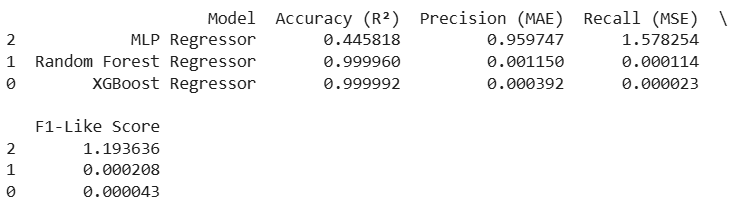 Model  Accuracy (R²)  Precision (MAE)  Recall (MSE)  \
2           MLP Regressor       0.445818         0.959747      1.578254
1  Random Forest Regressor       0.999960         0.001150      0.000114
0       XGBoost Regressor       0.999992         0.000392      0.000023
F1-Like Score
2       1.193636
1       0.000208
0       0.000043